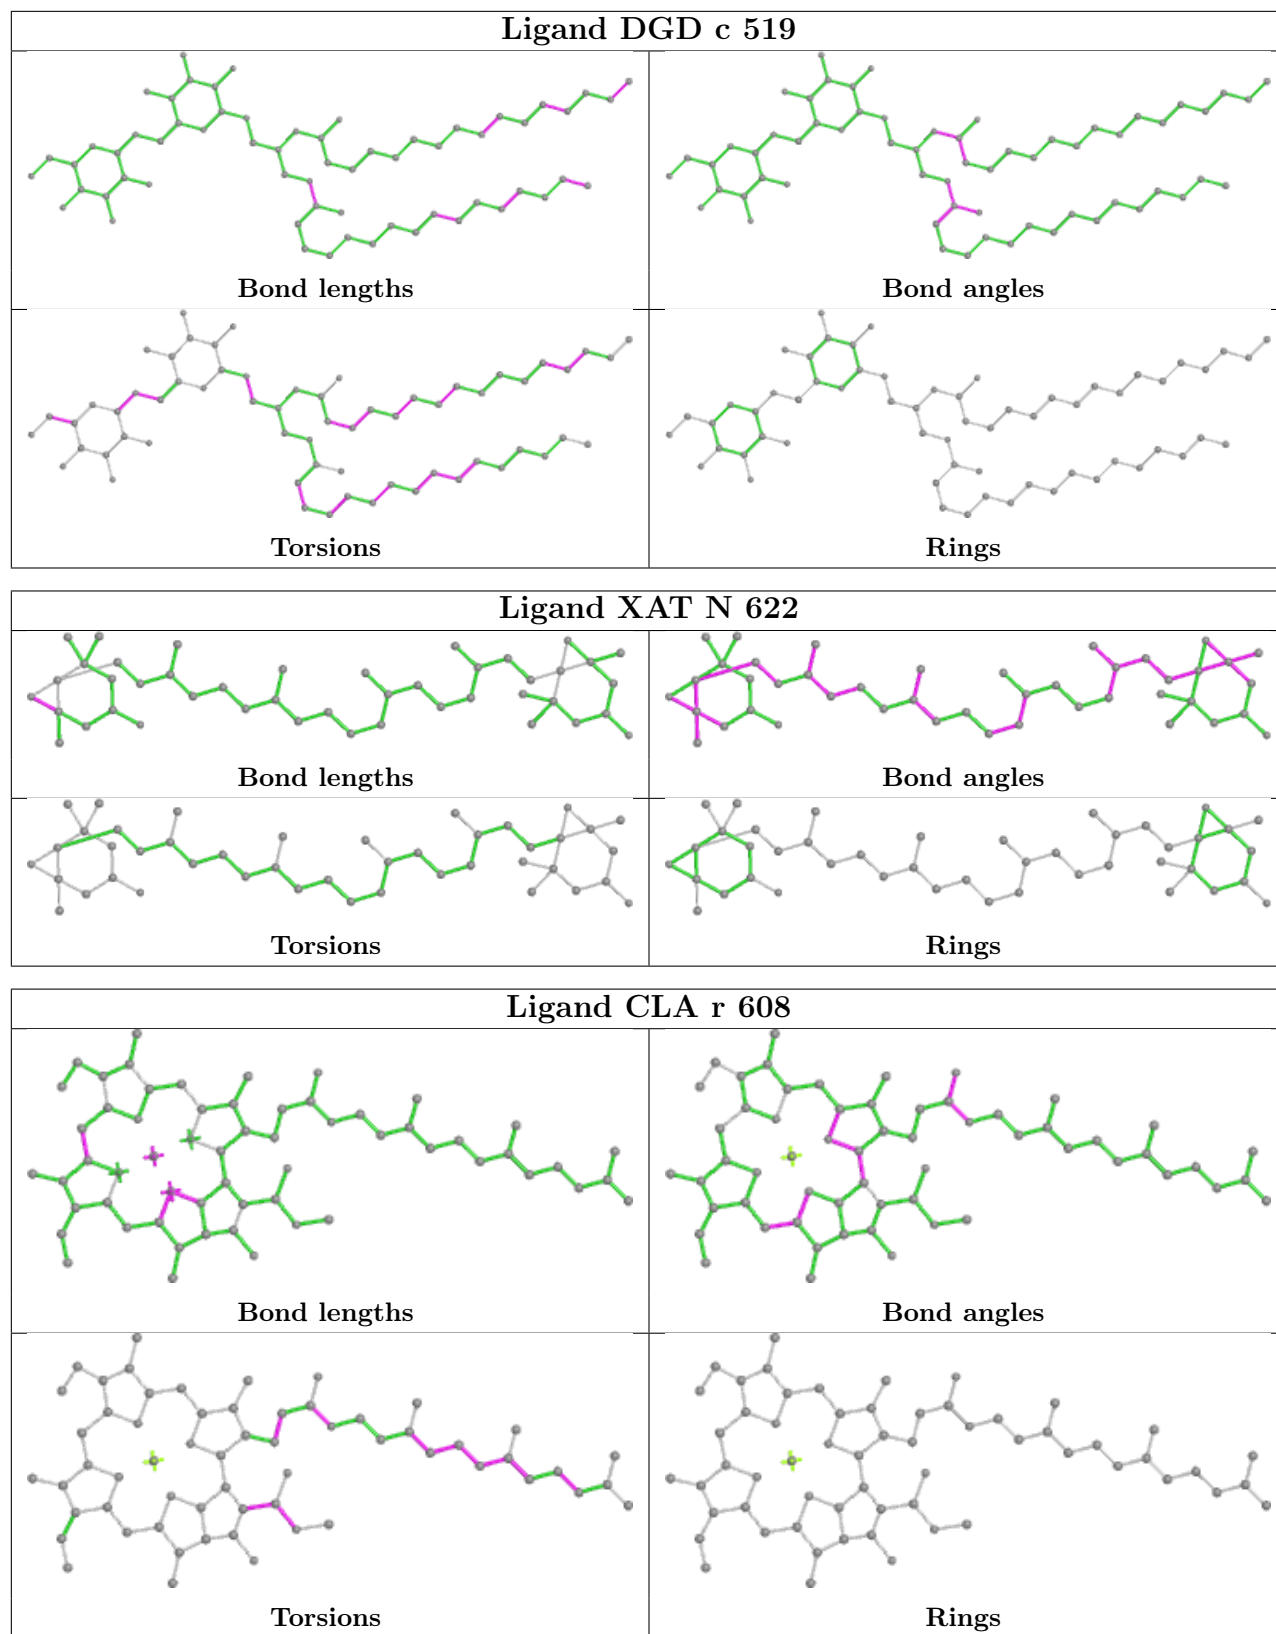 Ligand DGD c 519
Bond lengths
Bond angles
Torsions
Rings
Ligand XAT N 622
Bond lengths
Bond angles
Torsions
Rings
Ligand CLA r 608
Bond lengths
Bond angles
Torsions
Rings